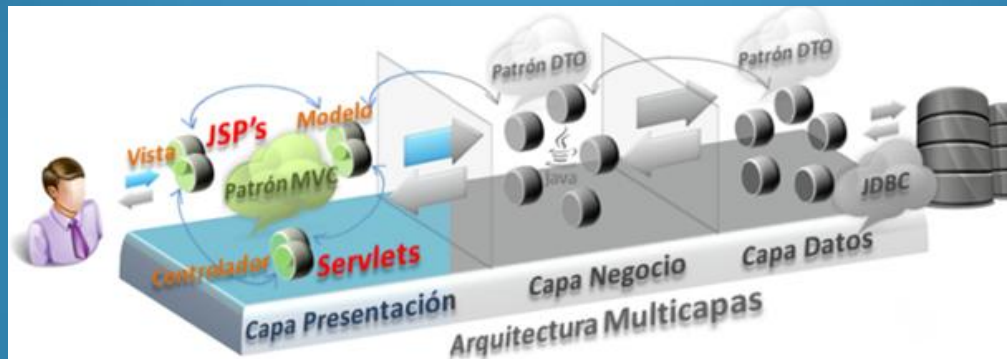 Patrón DTO
Patrón DTO
Modelo
JSP's
Vista
Patrón MVC
Java
JDBC
Controlador
Servlets
Capa Datos
Capa Negocio
Capa Presentación
Arquitectura Multicapas